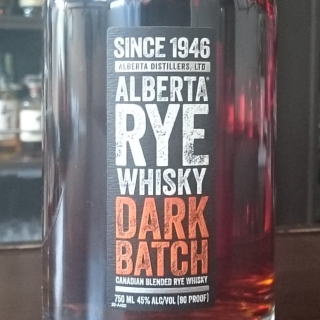 SINCE 1946
ALBERTA DISTILLERS, LTD
ALBERTA®
RYE
WHISKY
DARK
BATCH
CANADIAN BLENDED RYE WHISKY
750 ML 45% ALC/VOL (90 PROOF)